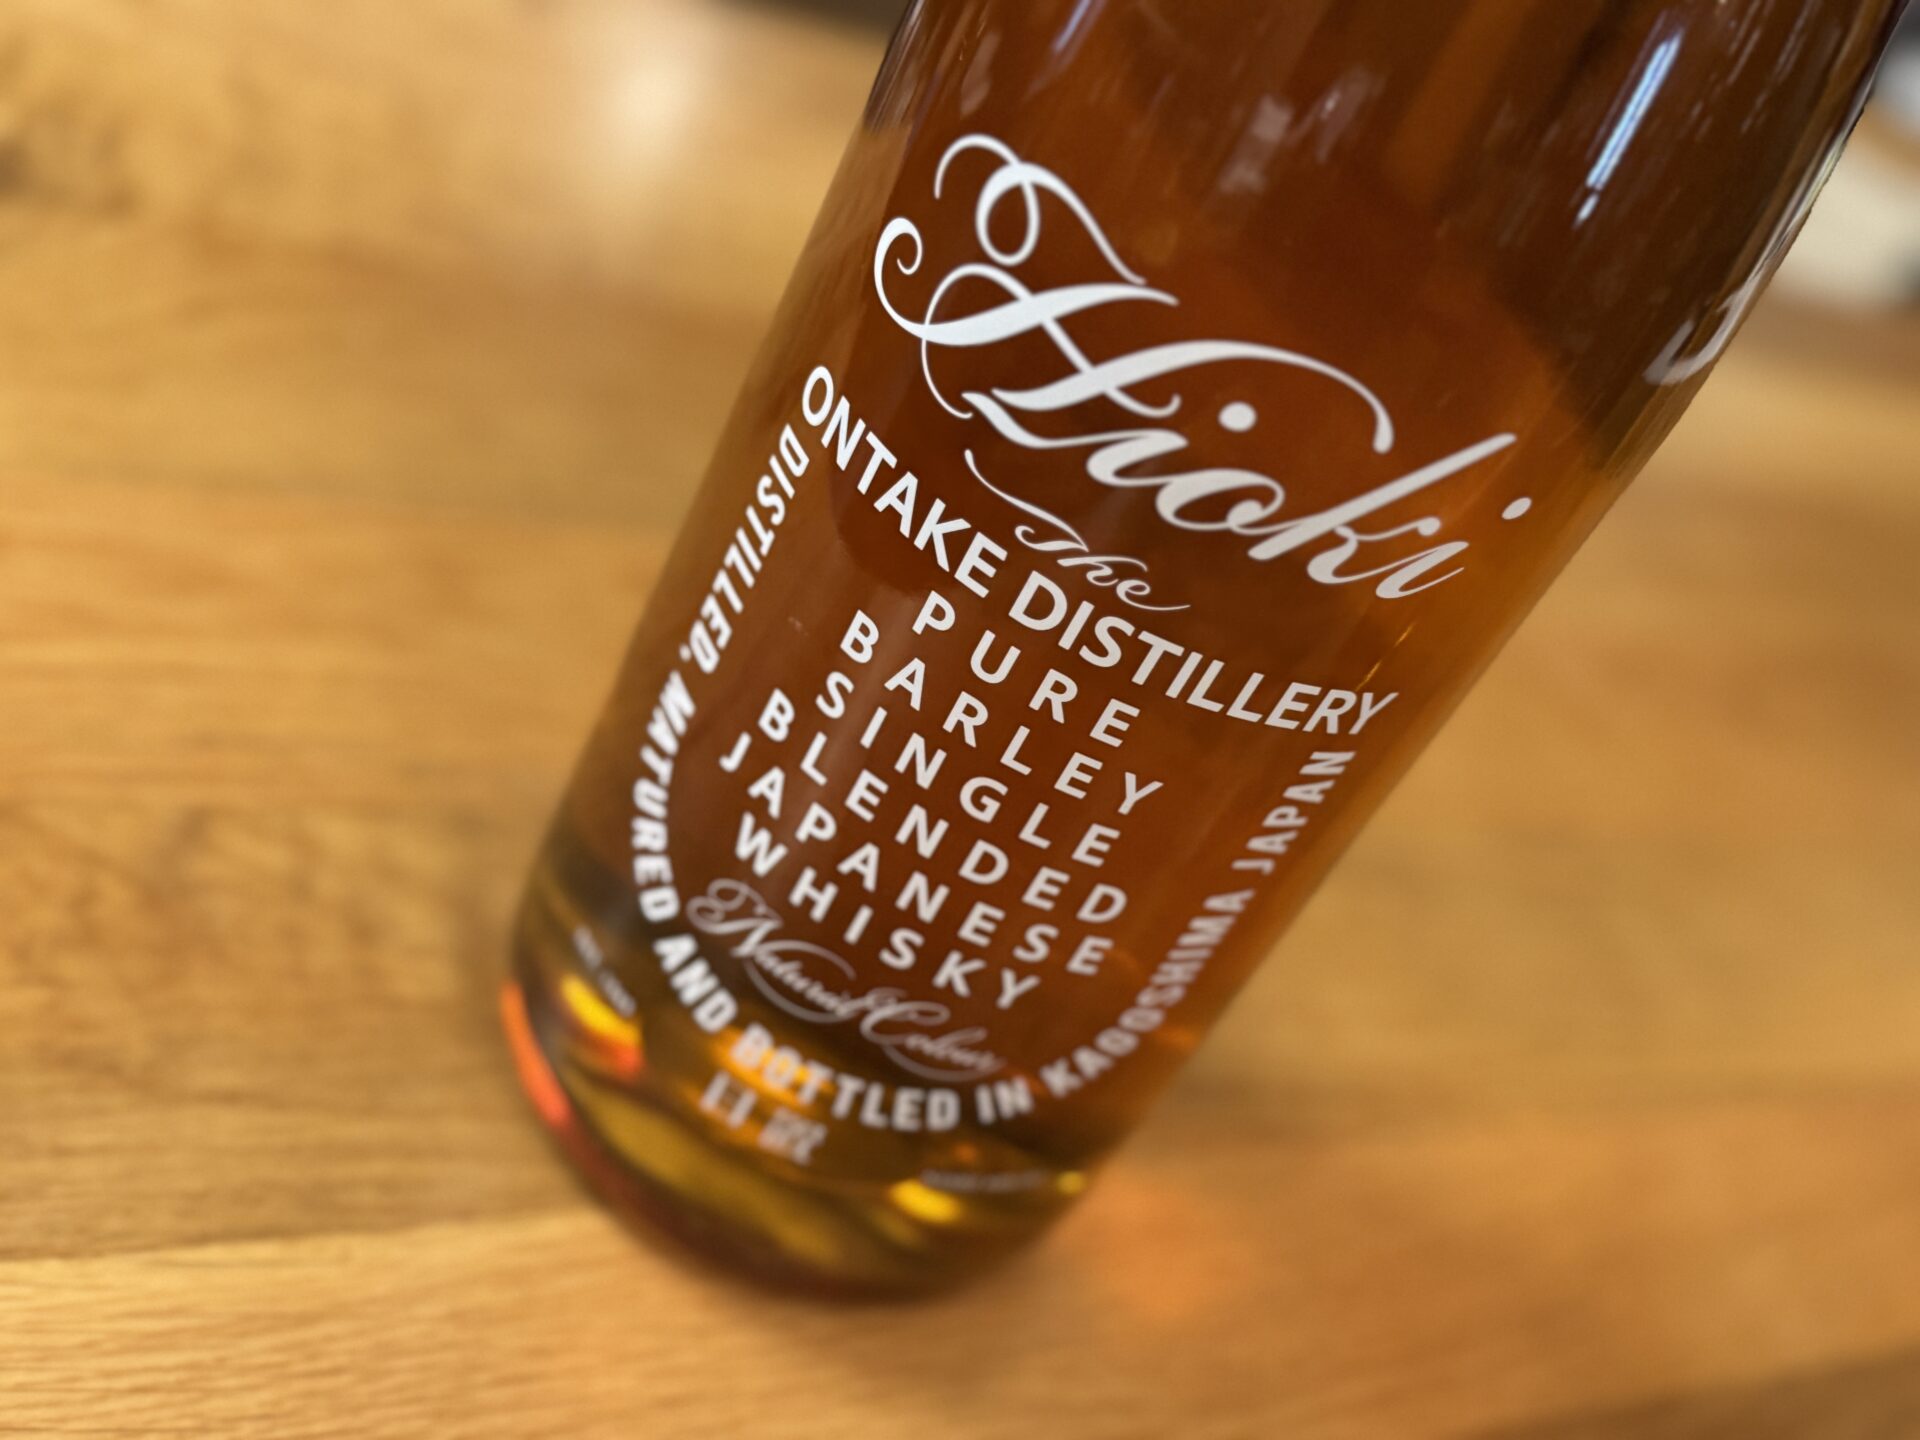 Hioki
The
ONTAKE DISTILLERY
PURE
BARLEY
SINGLE
BLENDED
JAPANESE
WHISKY
Natural Colour
DISTILLED, MATURED AND BOTTLED IN KAGOSHIMA JAPAN